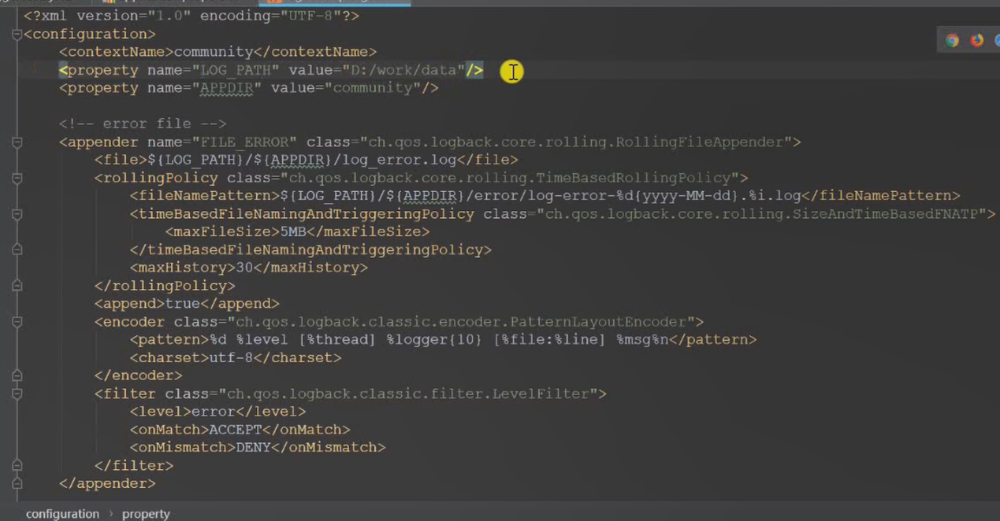 <?xml version="1.0" encoding="UTF-8"?>
<configuration>
    <contextName>community</contextName>
    <property name="LOG_PATH" value="D:/work/data"/>
    <property name="APPDIR" value="community"/>

    <!-- error file -->
    <appender name="FILE_ERROR" class="ch.qos.logback.core.rolling.RollingFileAppender">
        <file>${LOG_PATH}/${APPDIR}/log_error.log</file>
        <rollingPolicy class="ch.qos.logback.core.rolling.TimeBasedRollingPolicy">
            <fileNamePattern>${LOG_PATH}/${APPDIR}/error/log-error-%d{yyyy-MM-dd}.%i.log</fileNamePattern>
            <timeBasedFileNamingAndTriggeringPolicy class="ch.qos.logback.core.rolling.SizeAndTimeBasedFNATP">
                <maxFileSize>5MB</maxFileSize>
            </timeBasedFileNamingAndTriggeringPolicy>
            <maxHistory>30</maxHistory>
        </rollingPolicy>
        <append>true</append>
        <encoder class="ch.qos.logback.classic.encoder.PatternLayoutEncoder">
            <pattern>%d %level [%thread] %logger{10} [%file:%line] %msg%n</pattern>
            <charset>utf-8</charset>
        </encoder>
        <filter class="ch.qos.logback.classic.filter.LevelFilter">
            <level>error</level>
            <onMatch>ACCEPT</onMatch>
            <onMismatch>DENY</onMismatch>
        </filter>
    </appender>
configuration › property